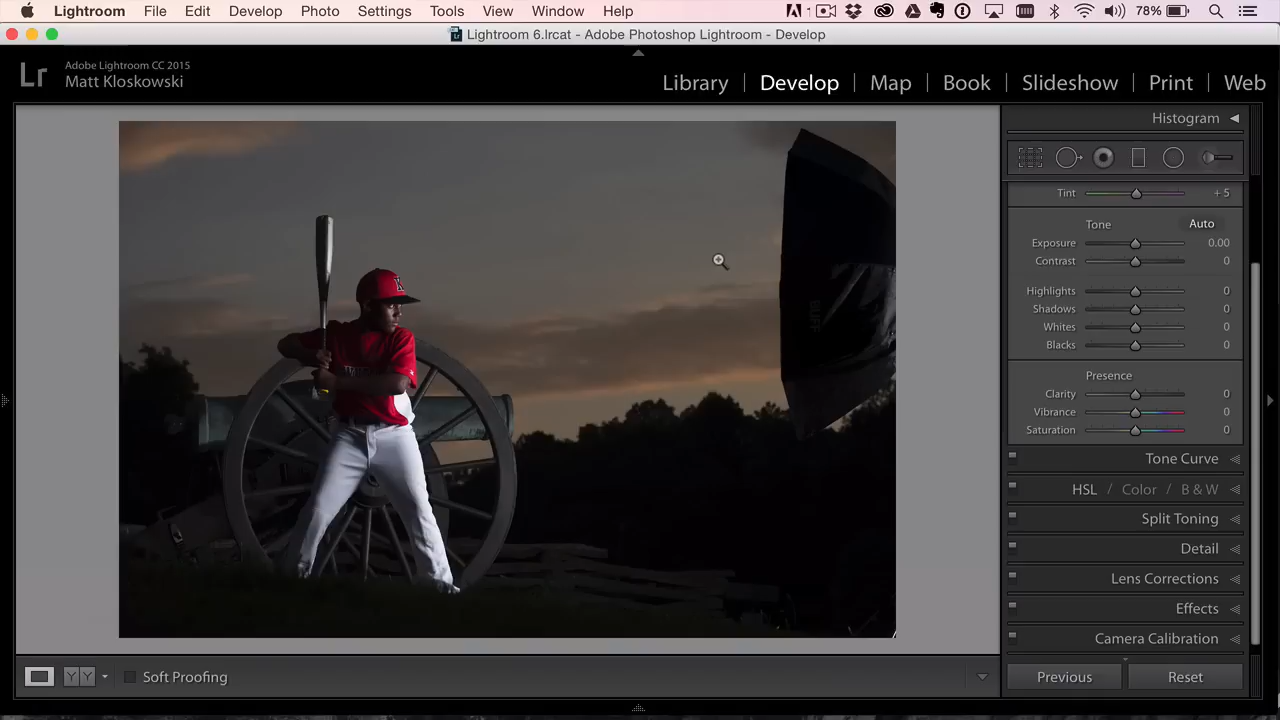 Lightroom File Edit Develop Photo Settings Tools View Window Help 78%
Lightroom 6.lrcat - Adobe Photoshop Lightroom - Develop
Lr Adobe Lightroom CC 2015
Matt Kloskowski
Library | Develop | Map | Book | Slideshow | Print | Web
Histogram
Tint +5
Tone Auto
Exposure 0.00
Contrast 0
Highlights 0
Shadows 0
Whites 0
Blacks 0
Presence
Clarity 0
Vibrance 0
Saturation 0
Tone Curve
HSL / Color / B & W
Split Toning
Detail
Lens Corrections
Effects
Camera Calibration
K
BUFF
YY Soft Proofing
Previous Reset